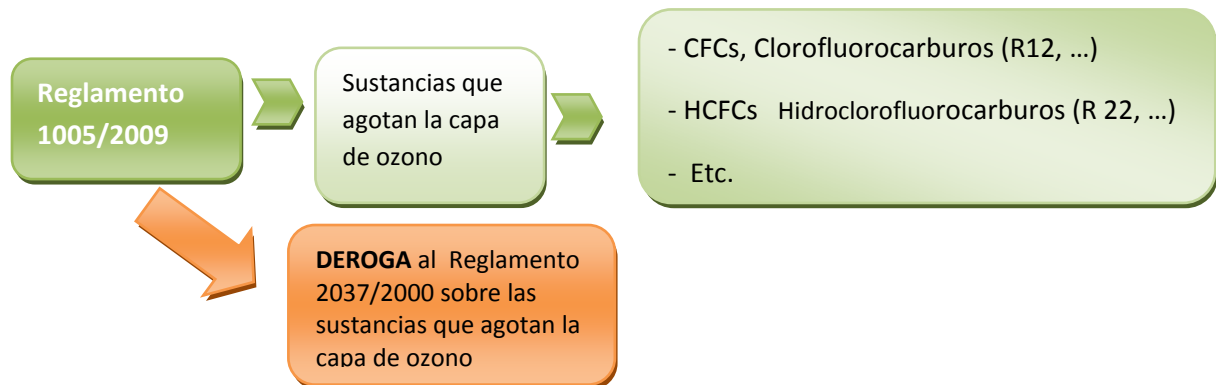 Reglamento
1005/2009
Sustancias que
agotan la capa
de ozono
- CFCs, Clorofluorocarburos (R12, …)
- HCFCs Hidroclorofluorocarburos (R 22, …)
- Etc.
DEROGA al Reglamento
2037/2000 sobre las
sustancias que agotan la
capa de ozono